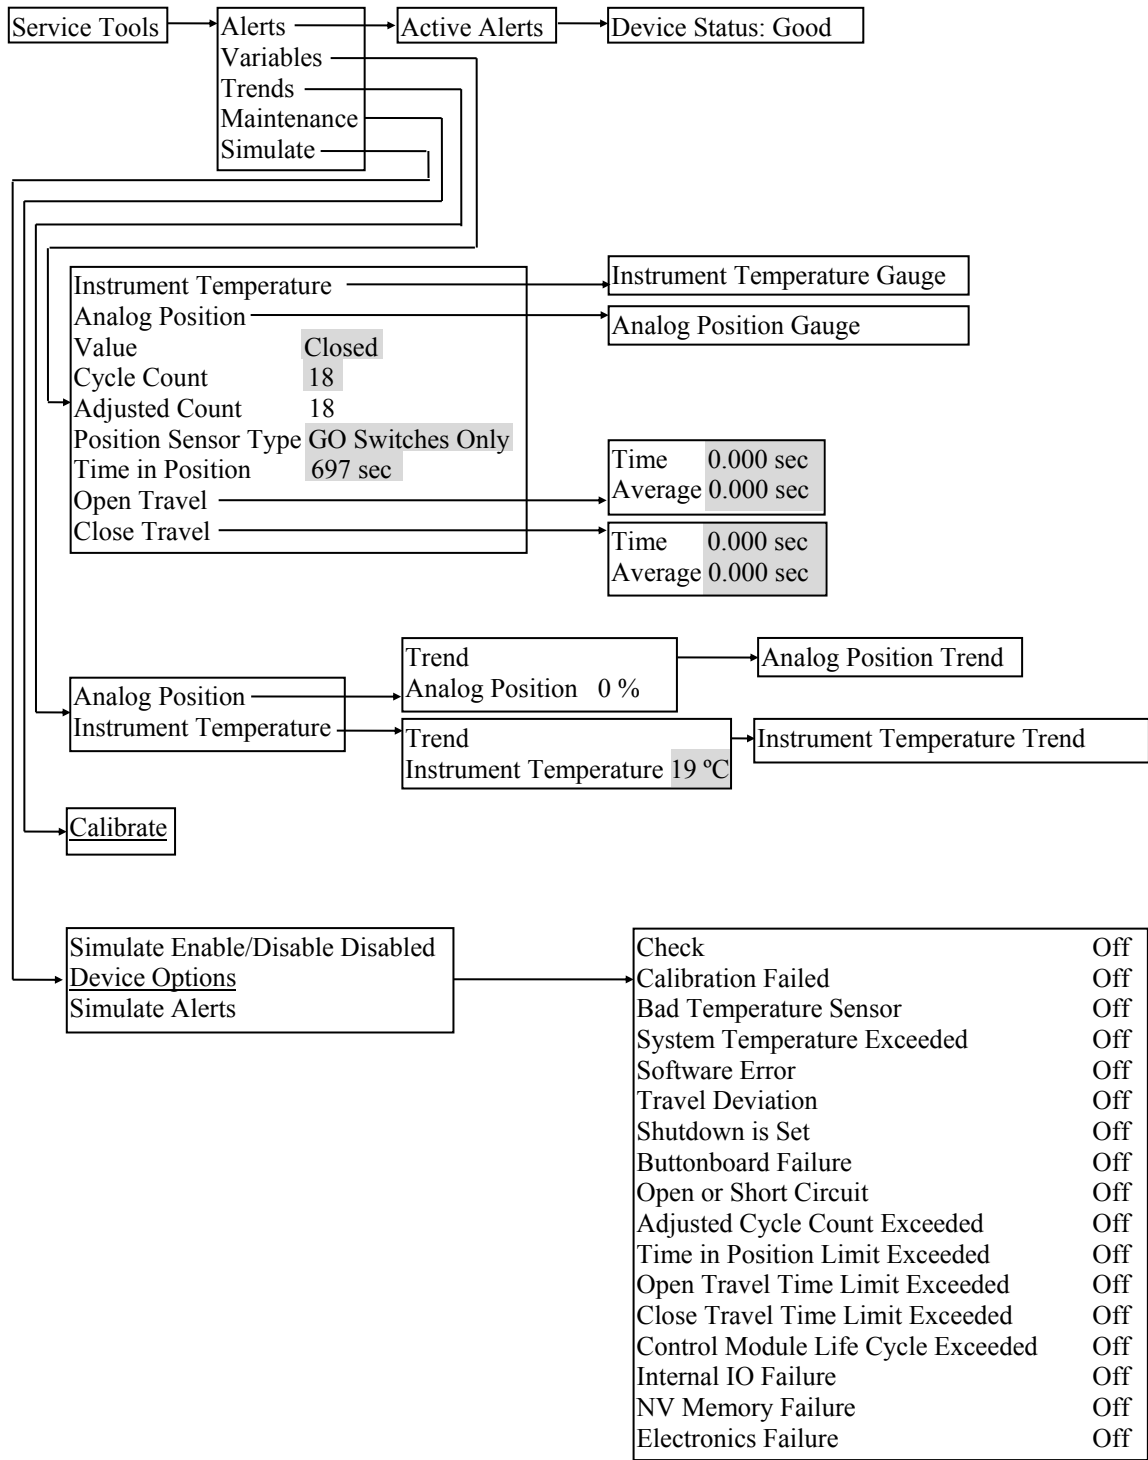 Service Tools
Alerts
Variables
Trends
Maintenance
Simulate
Active Alerts
Device Status: Good
Instrument Temperature
Analog Position
Value Closed
Cycle Count 18
Adjusted Count 18
Position Sensor Type GO Switches Only
Time in Position 697 sec
Open Travel
Close Travel
Instrument Temperature Gauge
Analog Position Gauge
Time 0.000 sec
Average 0.000 sec
Time 0.000 sec
Average 0.000 sec
Analog Position
Instrument Temperature
Trend
Analog Position 0 %
Analog Position Trend
Trend
Instrument Temperature 19 ºC
Instrument Temperature Trend
Calibrate
Simulate Enable/Disable Disabled
Device Options
Simulate Alerts
Check Off
Calibration Failed Off
Bad Temperature Sensor Off
System Temperature Exceeded Off
Software Error Off
Travel Deviation Off
Shutdown is Set Off
Buttonboard Failure Off
Open or Short Circuit Off
Adjusted Cycle Count Exceeded Off
Time in Position Limit Exceeded Off
Open Travel Time Limit Exceeded Off
Close Travel Time Limit Exceeded Off
Control Module Life Cycle Exceeded Off
Internal IO Failure Off
NV Memory Failure Off
Electronics Failure Off